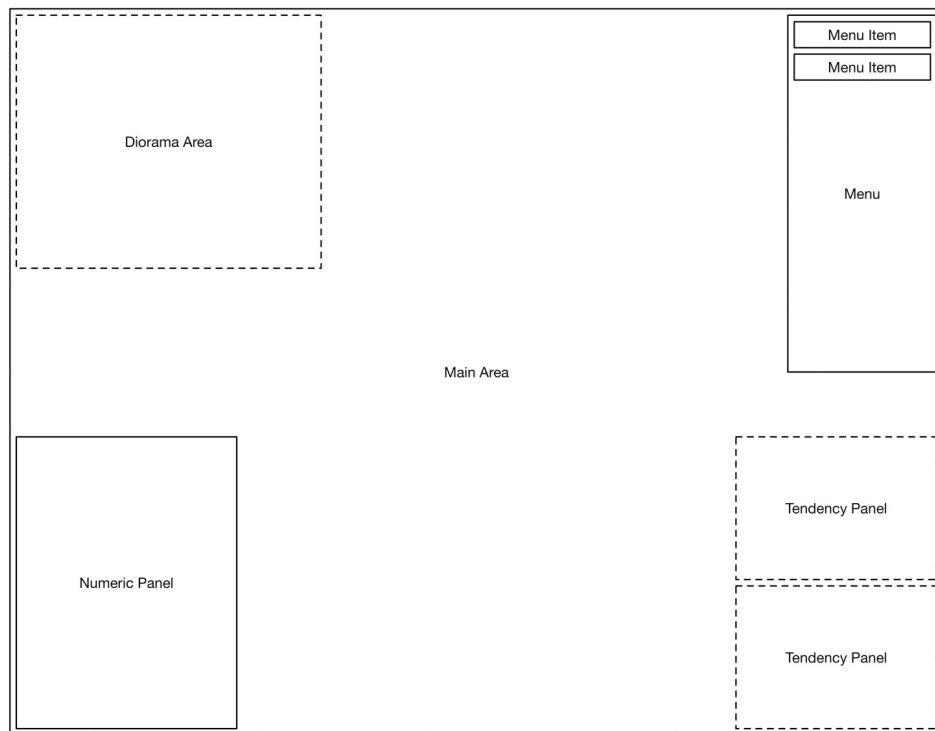 Menu Item
Menu Item
Diorama Area
Menu
Main Area
Tendency Panel
Numeric Panel
Tendency Panel